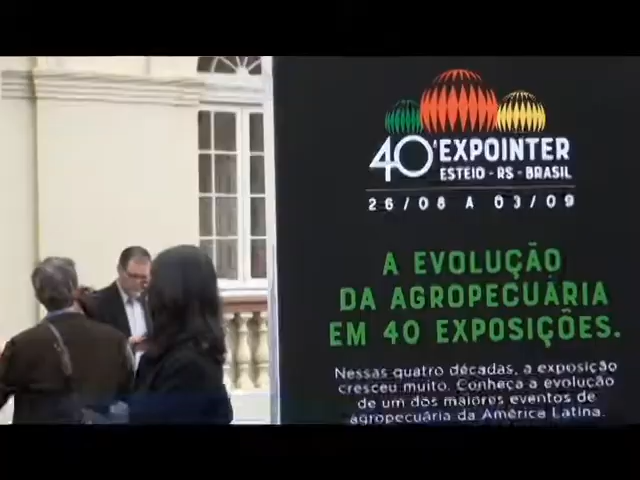 40ª EXPOINTER
ESTEIO - RS - BRASIL
26/08 A 03/09
A EVOLUÇÃO
DA AGROPECUÁRIA
EM 40 EXPOSIÇÕES.
Nessas quatro décadas, a exposição
cresceu muito. Conheça a evolução
de um dos maiores eventos de
agropecuária da América Latina.